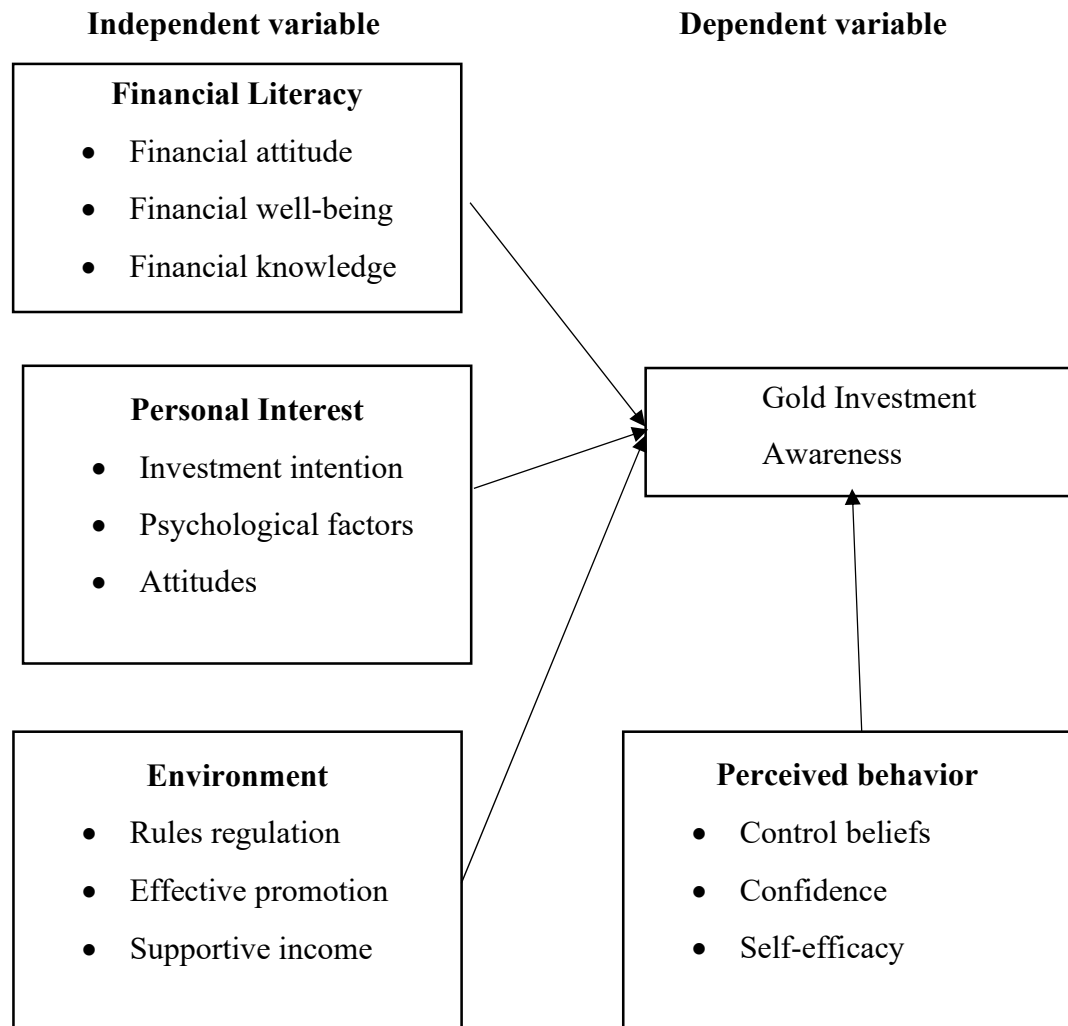 Independent variable
Dependent variable
Financial Literacy
• Financial attitude
• Financial well-being
• Financial knowledge
Personal Interest
• Investment intention
• Psychological factors
• Attitudes
Gold Investment
Awareness
Environment
• Rules regulation
• Effective promotion
• Supportive income
Perceived behavior
• Control beliefs
• Confidence
• Self-efficacy